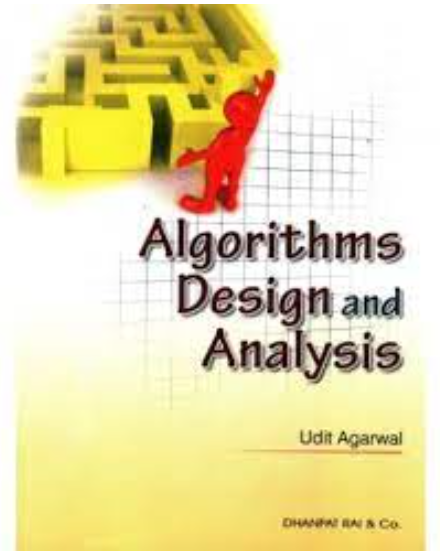 Algorithms
Design and
Analysis
Udit Agarwal
DHANPAT RAI & Co.